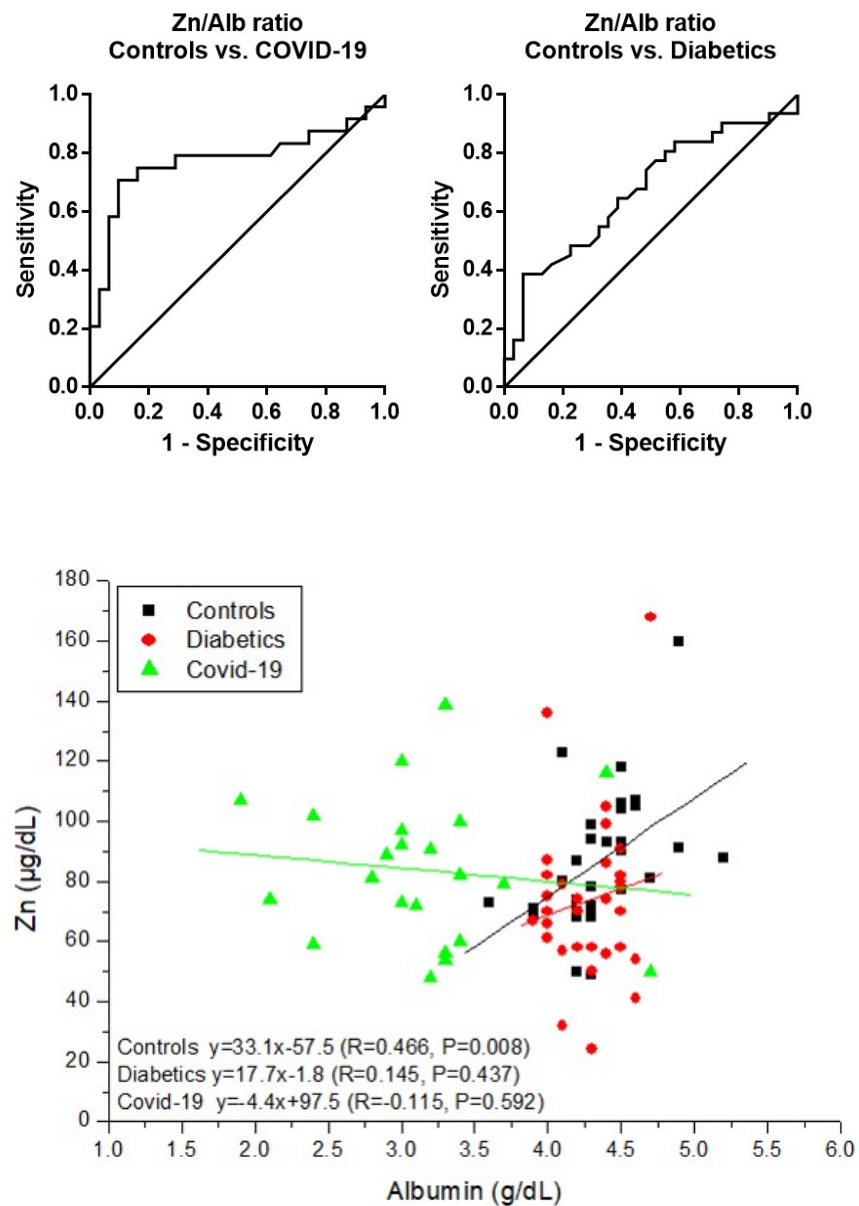 Zn/Alb ratio
Controls vs. COVID-19
Zn/Alb ratio
Controls vs. Diabetics
1.0
0.8
0.6
0.4
0.2
0.0
Sensitivity
0.0 0.2 0.4 0.6 0.8 1.0
1 - Specificity
1.0
0.8
0.6
0.4
0.2
0.0
Sensitivity
0.0 0.2 0.4 0.6 0.8 1.0
1 - Specificity
180
160
140
120
100
80
60
40
20
0
Zn (µg/dL)
Controls
Diabetics
Covid-19
Controls y=33.1x-57.5 (R=0.466, P=0.008)
Diabetics y=17.7x-1.8 (R=0.145, P=0.437)
Covid-19 y=-4.4x+97.5 (R=-0.115, P=0.592)
1.0 1.5 2.0 2.5 3.0 3.5 4.0 4.5 5.0 5.5 6.0
Albumin (g/dL)